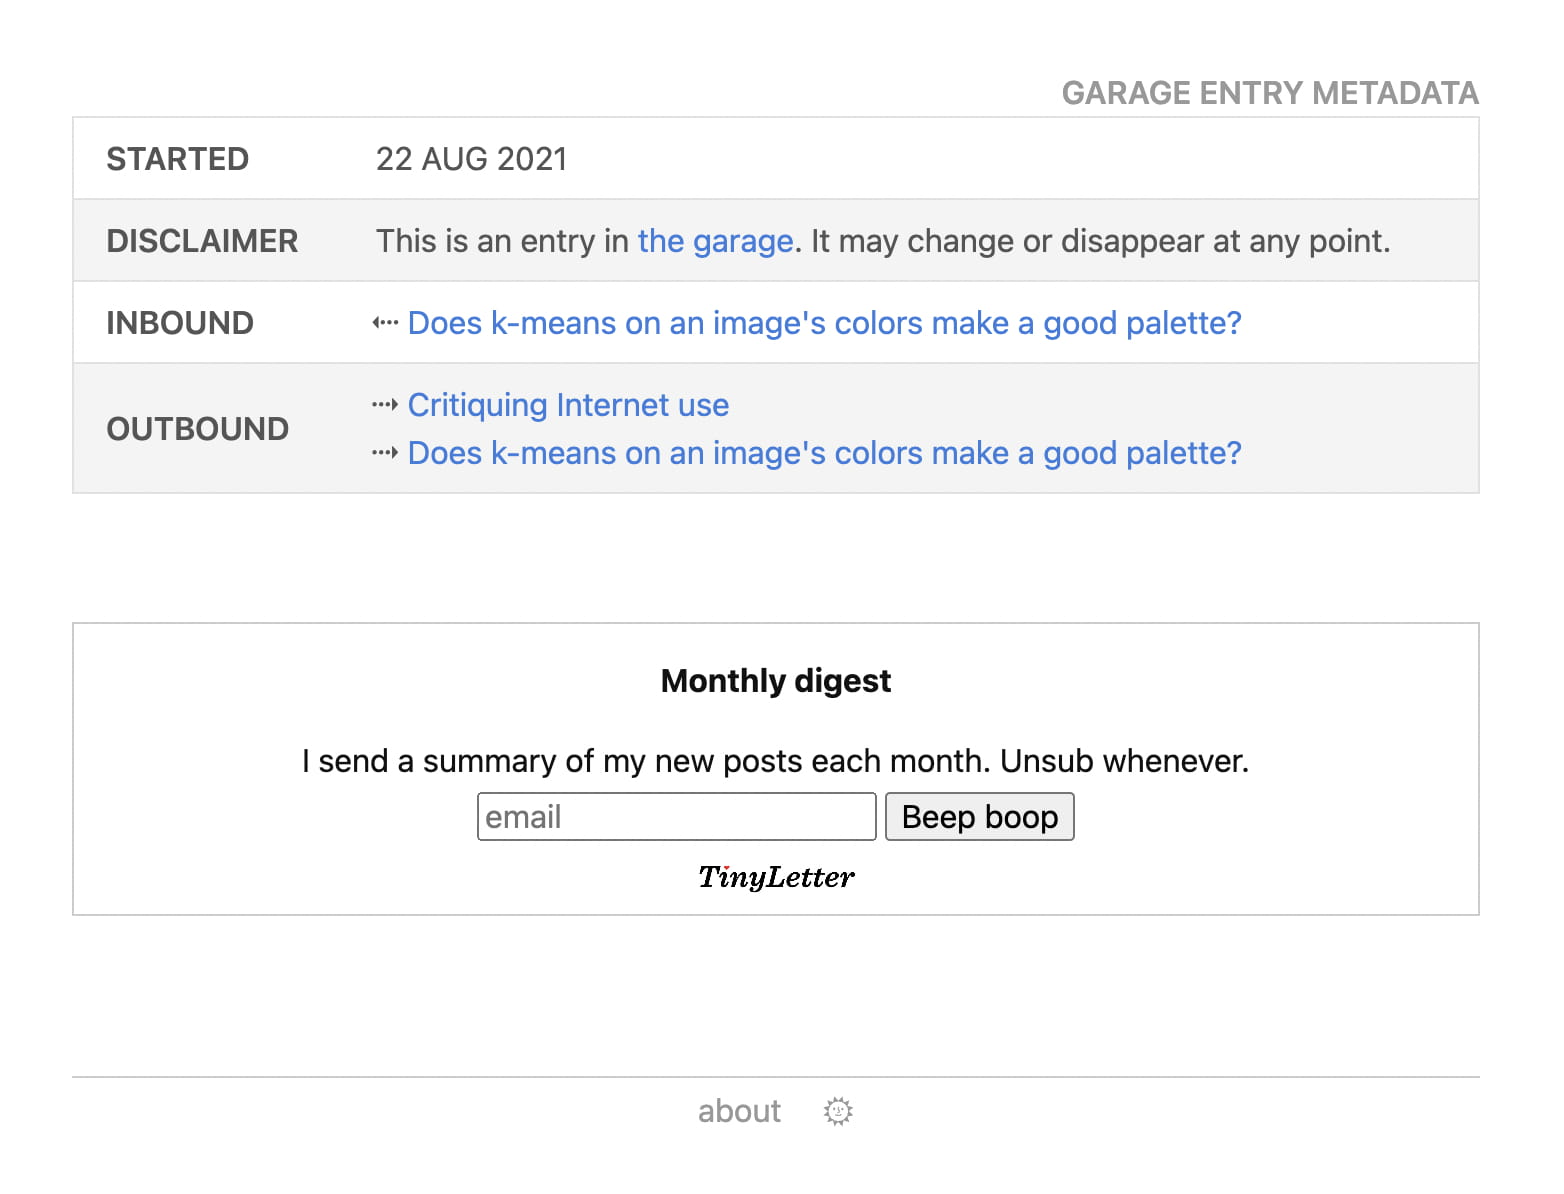 GARAGE ENTRY METADATA
STARTED 22 AUG 2021
DISCLAIMER This is an entry in the garage. It may change or disappear at any point.
INBOUND Does k-means on an image's colors make a good palette?
OUTBOUND Critiquing Internet use
Does k-means on an image's colors make a good palette?
Monthly digest
I send a summary of my new posts each month. Unsub whenever.
email Beep boop
TinyLetter
about